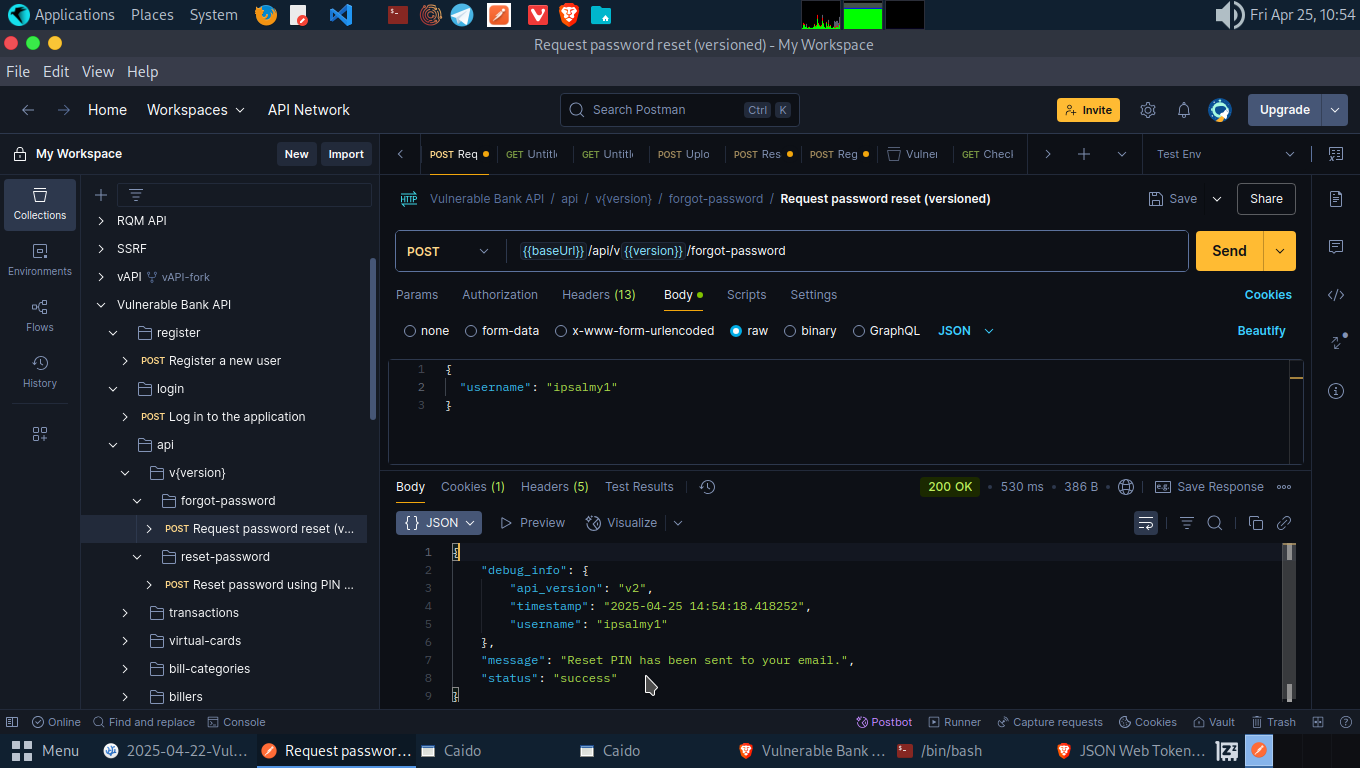 Applications Places System Fri Apr 25, 10:54
Request password reset (versioned) - My Workspace
File Edit View Help
Home Workspaces API Network Search Postman Ctrl K Invite Upgrade
My Workspace New Import POST Req GET Untitl GET Untitl POST Uplo POST Res POST Reg Vulner GET Check Test Env
Collections
Environments
Flows
History
RQM API
SSRF
vAPI vAPI-fork
Vulnerable Bank API
register
POST Register a new user
login
POST Log in to the application
api
v{version}
forgot-password
POST Request password reset (v...
reset-password
POST Reset password using PIN ...
transactions
virtual-cards
bill-categories
billers
HTTP Vulnerable Bank API / api / v{version} / forgot-password / Request password reset (versioned) Save Share
POST {{baseUrl}} /api/v {{version}} /forgot-password Send
Params Authorization Headers (13) Body Scripts Settings Cookies
none form-data x-www-form-urlencoded raw binary GraphQL JSON Beautify
1 {
2 "username": "ipsalmy1"
3 }
Body Cookies (1) Headers (5) Test Results 200 OK • 530 ms • 386 B • e.g. Save Response
{} JSON Preview Visualize
1 {
2 "debug_info": {
3 "api_version": "v2",
4 "timestamp": "2025-04-25 14:54:18.418252",
5 "username": "ipsalmy1"
6 },
7 "message": "Reset PIN has been sent to your email.",
8 "status": "success"
9 }
Online Find and replace Console Postbot Runner Capture requests Cookies Vault Trash
Menu 2025-04-22-Vul... Request passwor... Caido Caido Vulnerable Bank ... /bin/bash JSON Web Token...